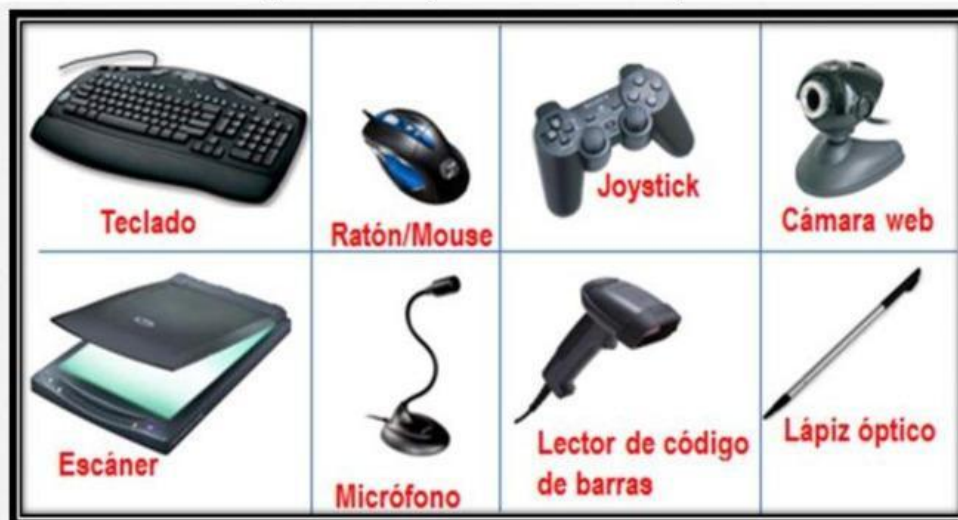 Teclado
Ratón/Mouse
Joystick
Cámara web
Escáner
Micrófono
Lector de código
de barras
Lápiz óptico